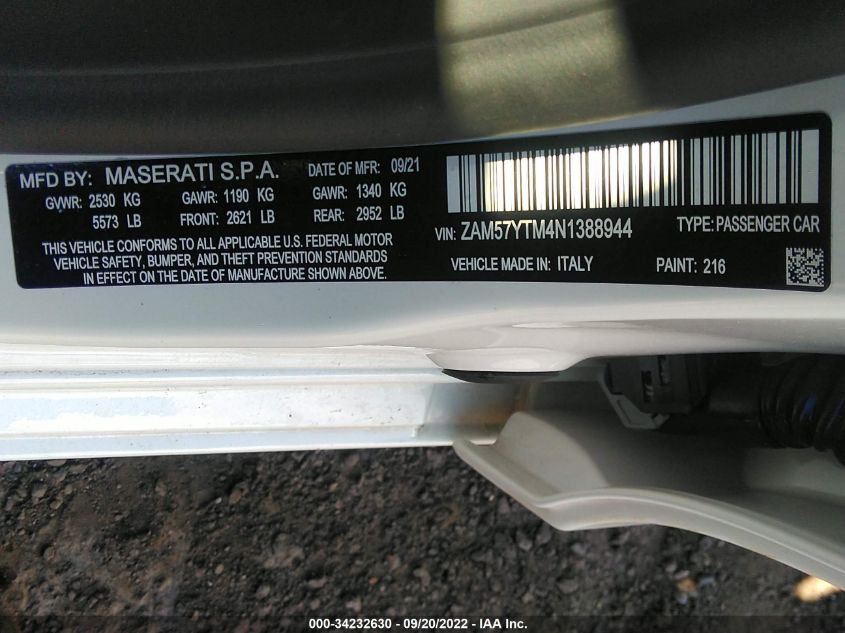 MFD BY: MASERATI S.P.A. DATE OF MFR: 09/21
GVWR: 2530 KG GAWR: 1190 KG GAWR: 1340 KG
5573 LB FRONT: 2621 LB REAR: 2952 LB
THIS VEHICLE CONFORMS TO ALL APPLICABLE U.S. FEDERAL MOTOR
VEHICLE SAFETY, BUMPER, AND THEFT PREVENTION STANDARDS
IN EFFECT ON THE DATE OF MANUFACTURE SHOWN ABOVE.
VIN: ZAM57YTM4N1388944 TYPE: PASSENGER CAR
VEHICLE MADE IN: ITALY PAINT: 216
000-34232630 - 09/20/2022 - IAA Inc.